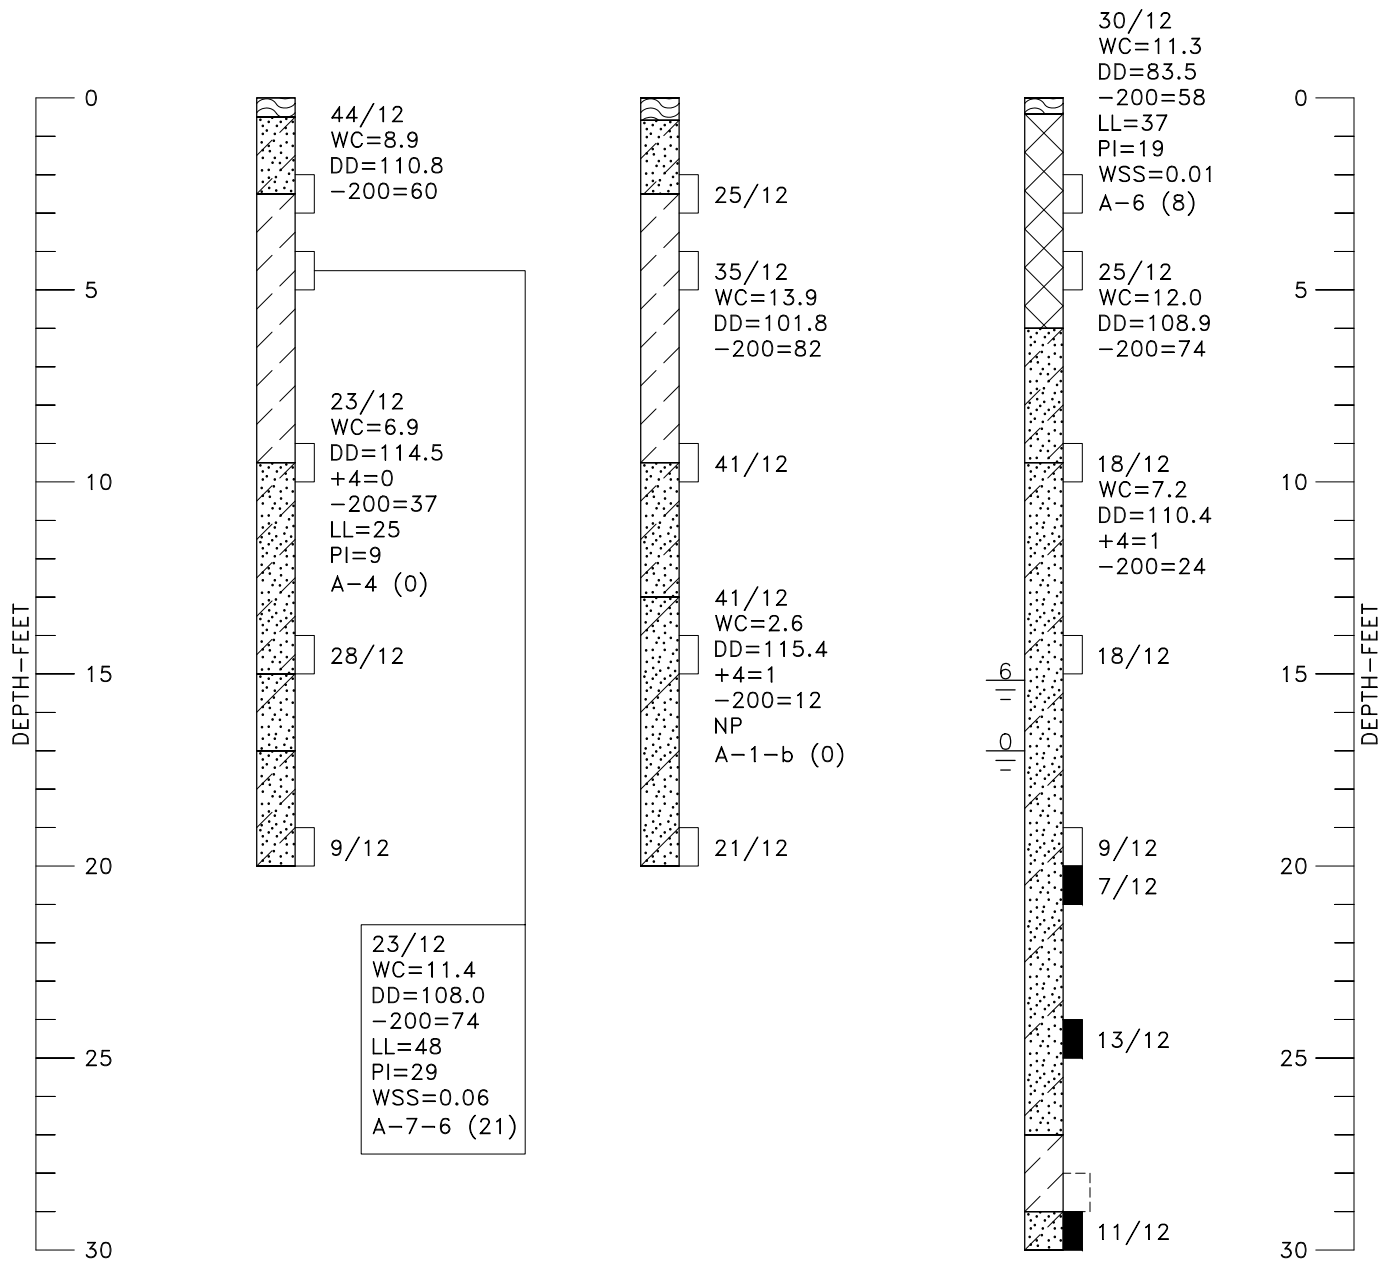 0
5
10
15
20
25
30
DEPTH-FEET
44/12
WC=8.9
DD=110.8
-200=60
23/12
WC=6.9
DD=114.5
+4=0
-200=37
LL=25
PI=9
A-4 (0)
28/12
9/12
23/12
WC=11.4
DD=108.0
-200=74
LL=48
PI=29
WSS=0.06
A-7-6 (21)
25/12
35/12
WC=13.9
DD=101.8
-200=82
41/12
41/12
WC=2.6
DD=115.4
+4=1
-200=12
NP
A-1-b (0)
21/12
30/12
WC=11.3
DD=83.5
-200=58
LL=37
PI=19
WSS=0.01
A-6 (8)
25/12
WC=12.0
DD=108.9
-200=74
18/12
WC=7.2
DD=110.4
+4=1
-200=24
18/12
6
0
9/12
7/12
13/12
11/12
0
5
10
15
20
25
30
DEPTH-FEET